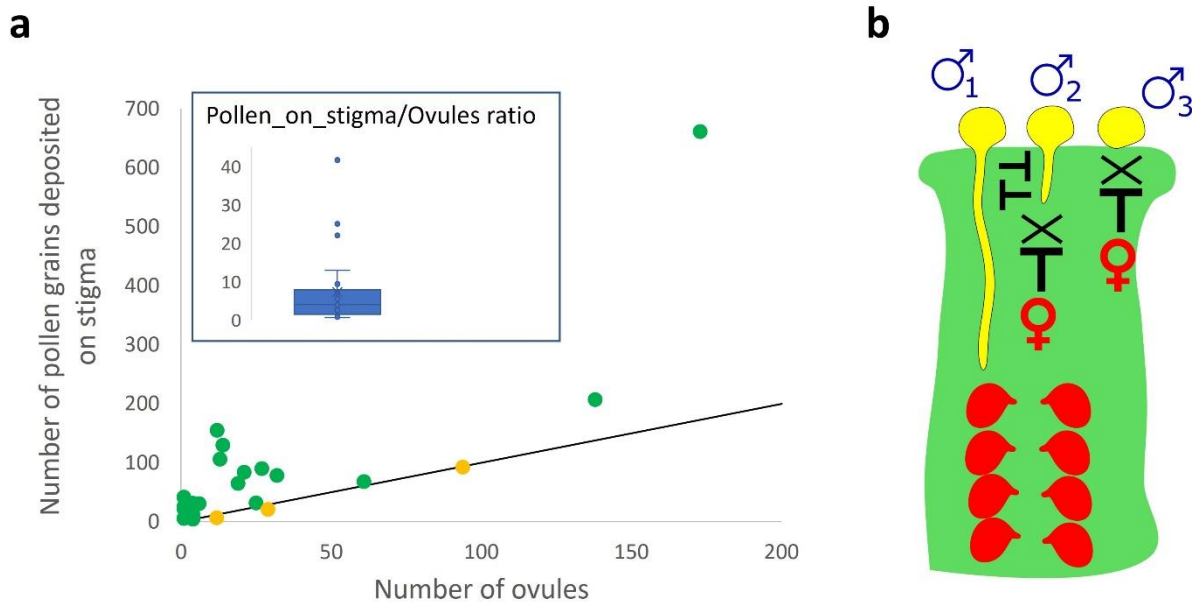 a
b
Pollen_on_stigma/Ovules ratio
40
30
20
10
0
Number of pollen grains deposited
on stigma
700
600
500
400
300
200
100
0
0 50 100 150 200
Number of ovules
♂1 ♂2 ♂3
X
X
♀
♀